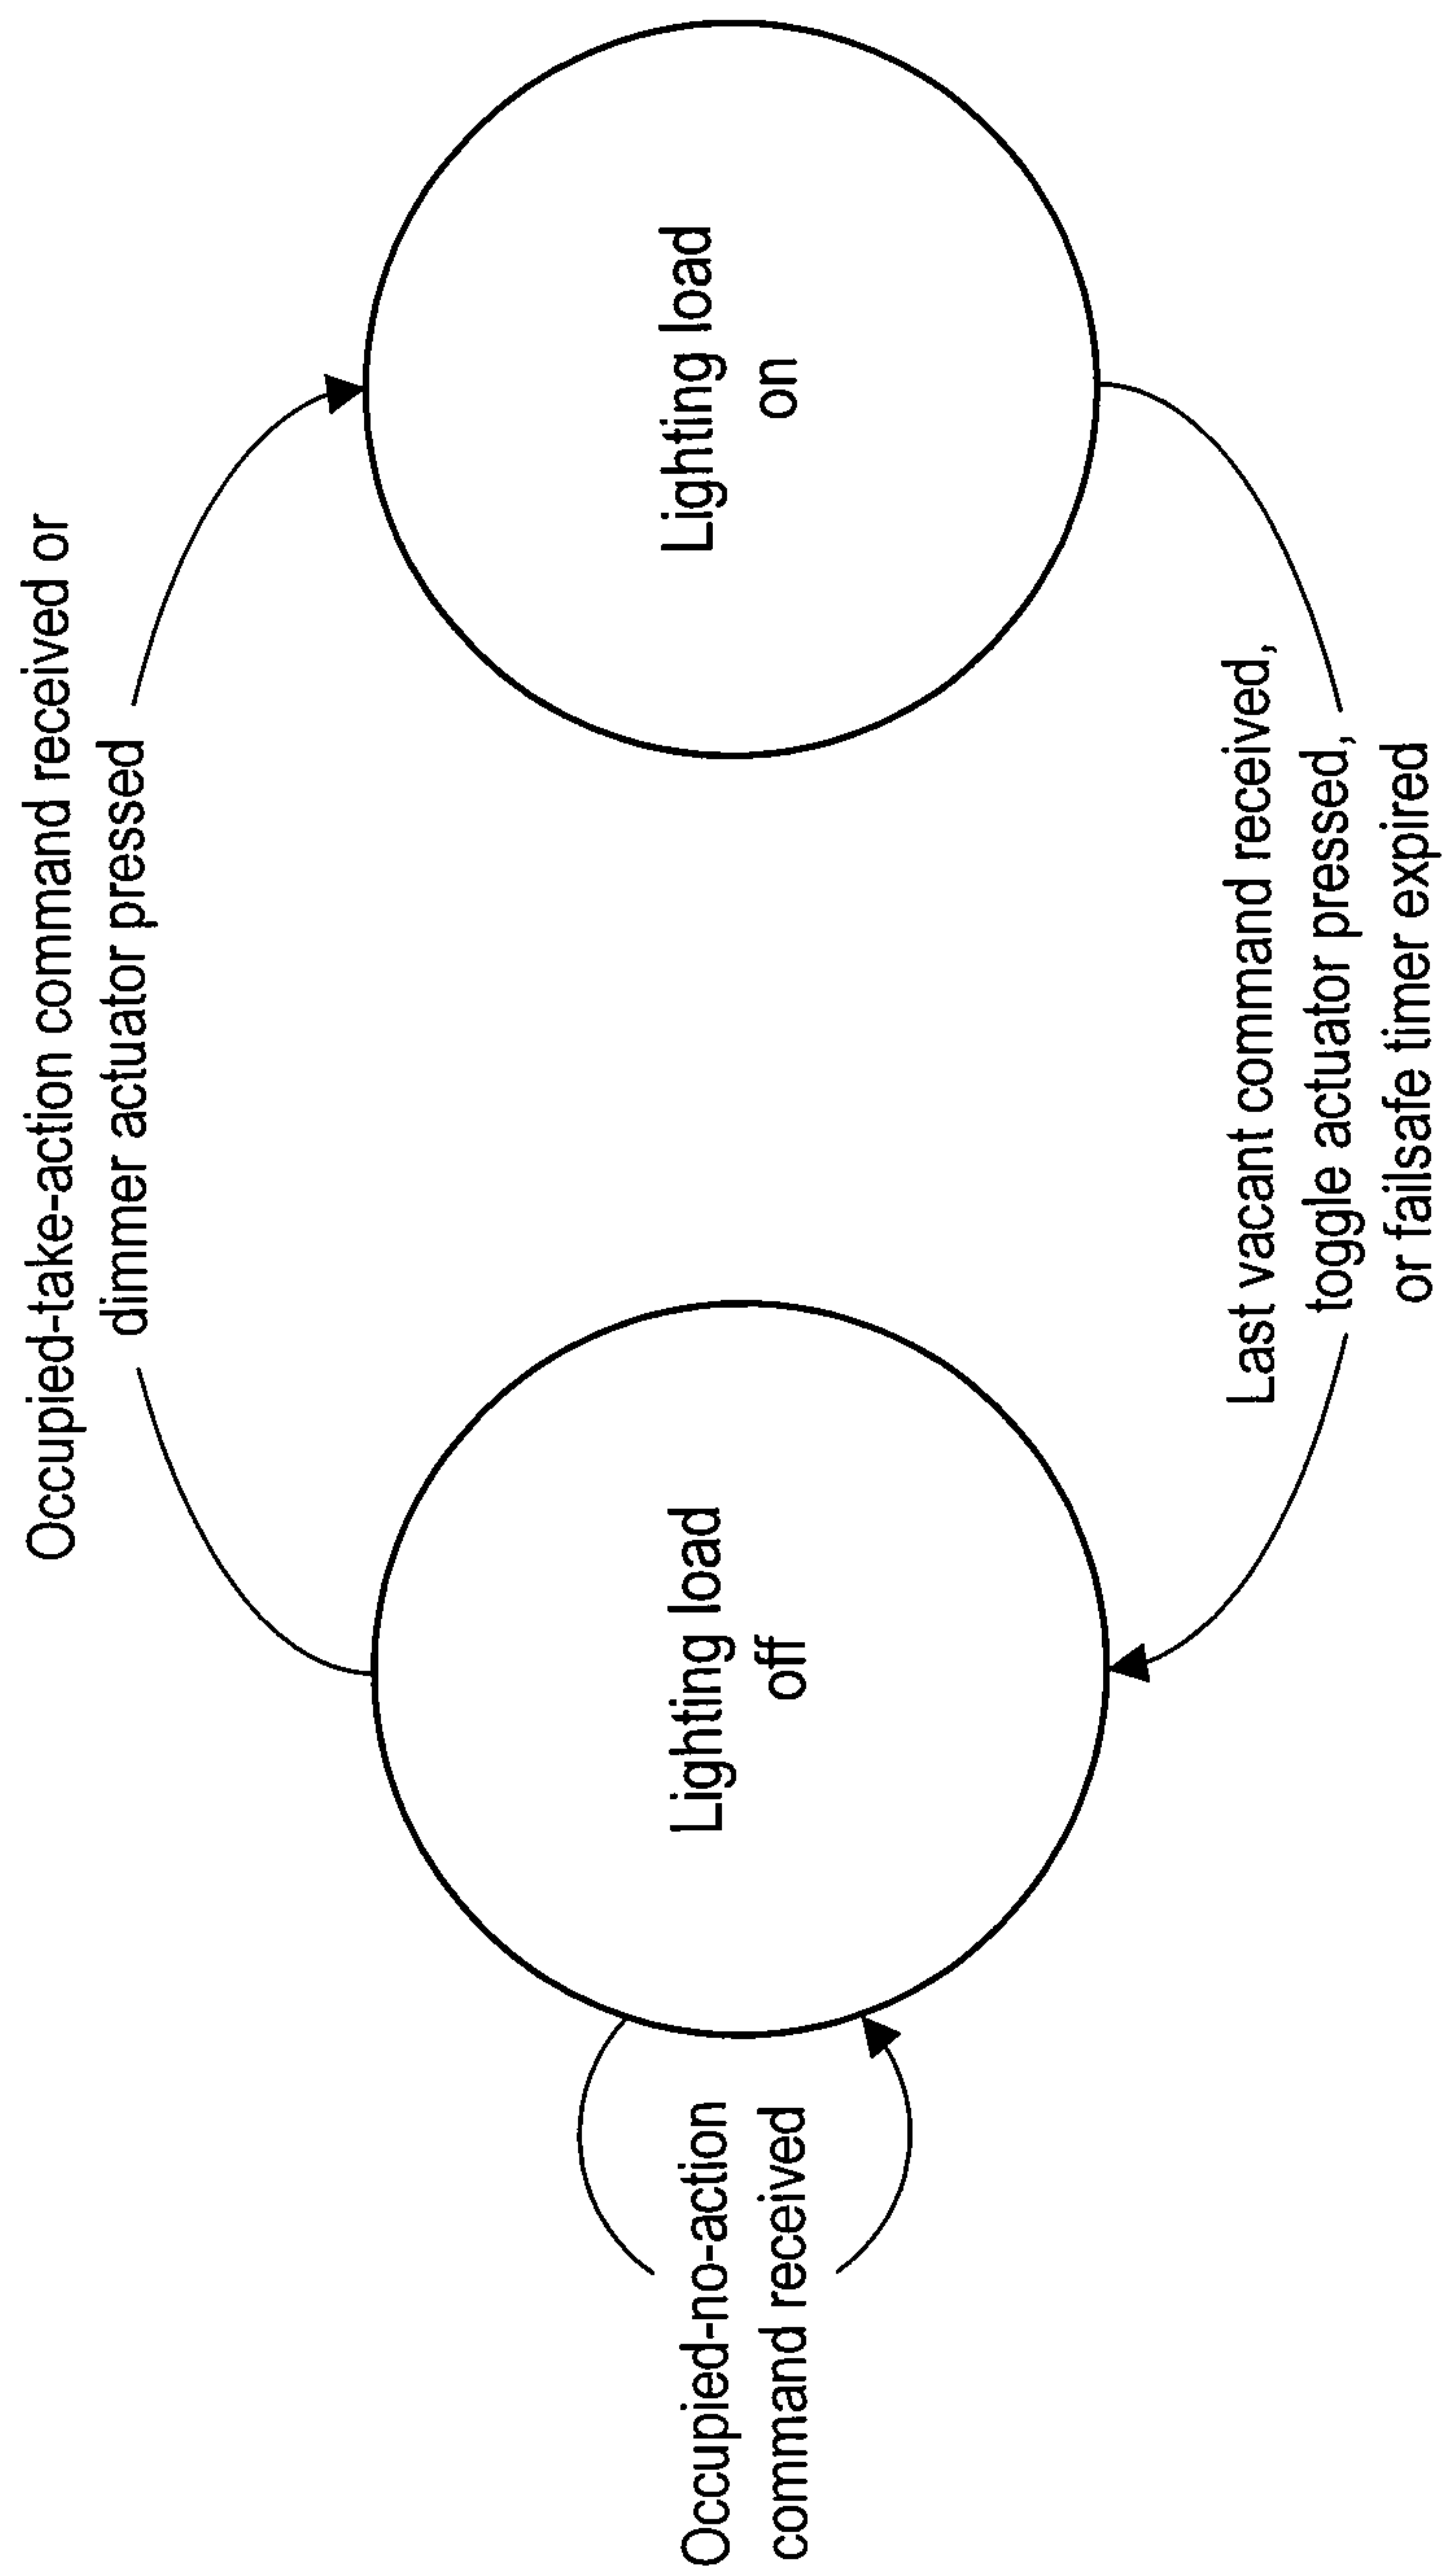 Occupied-take-action command received or
dimmer actuator pressed
Occupied-no-action
command received
Lighting load
off
Lighting load
on
Last vacant command received,
toggle actuator pressed,
or failsafe timer expired